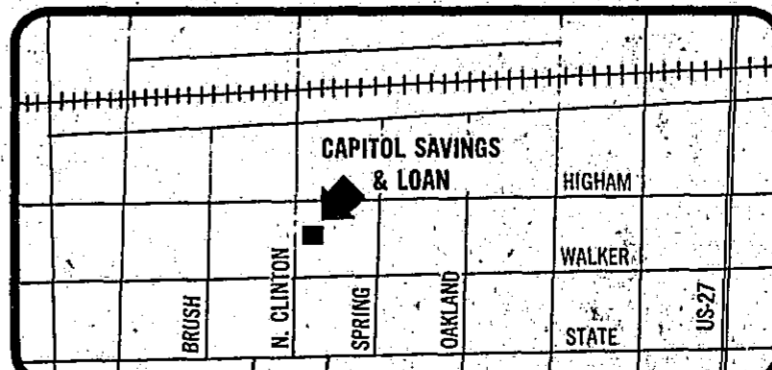 CAPITOL SAVINGS
& LOAN
HIGHAM
WALKER
BRUSH
N. CLINTON
SPRING
OAKLAND
STATE
US-27